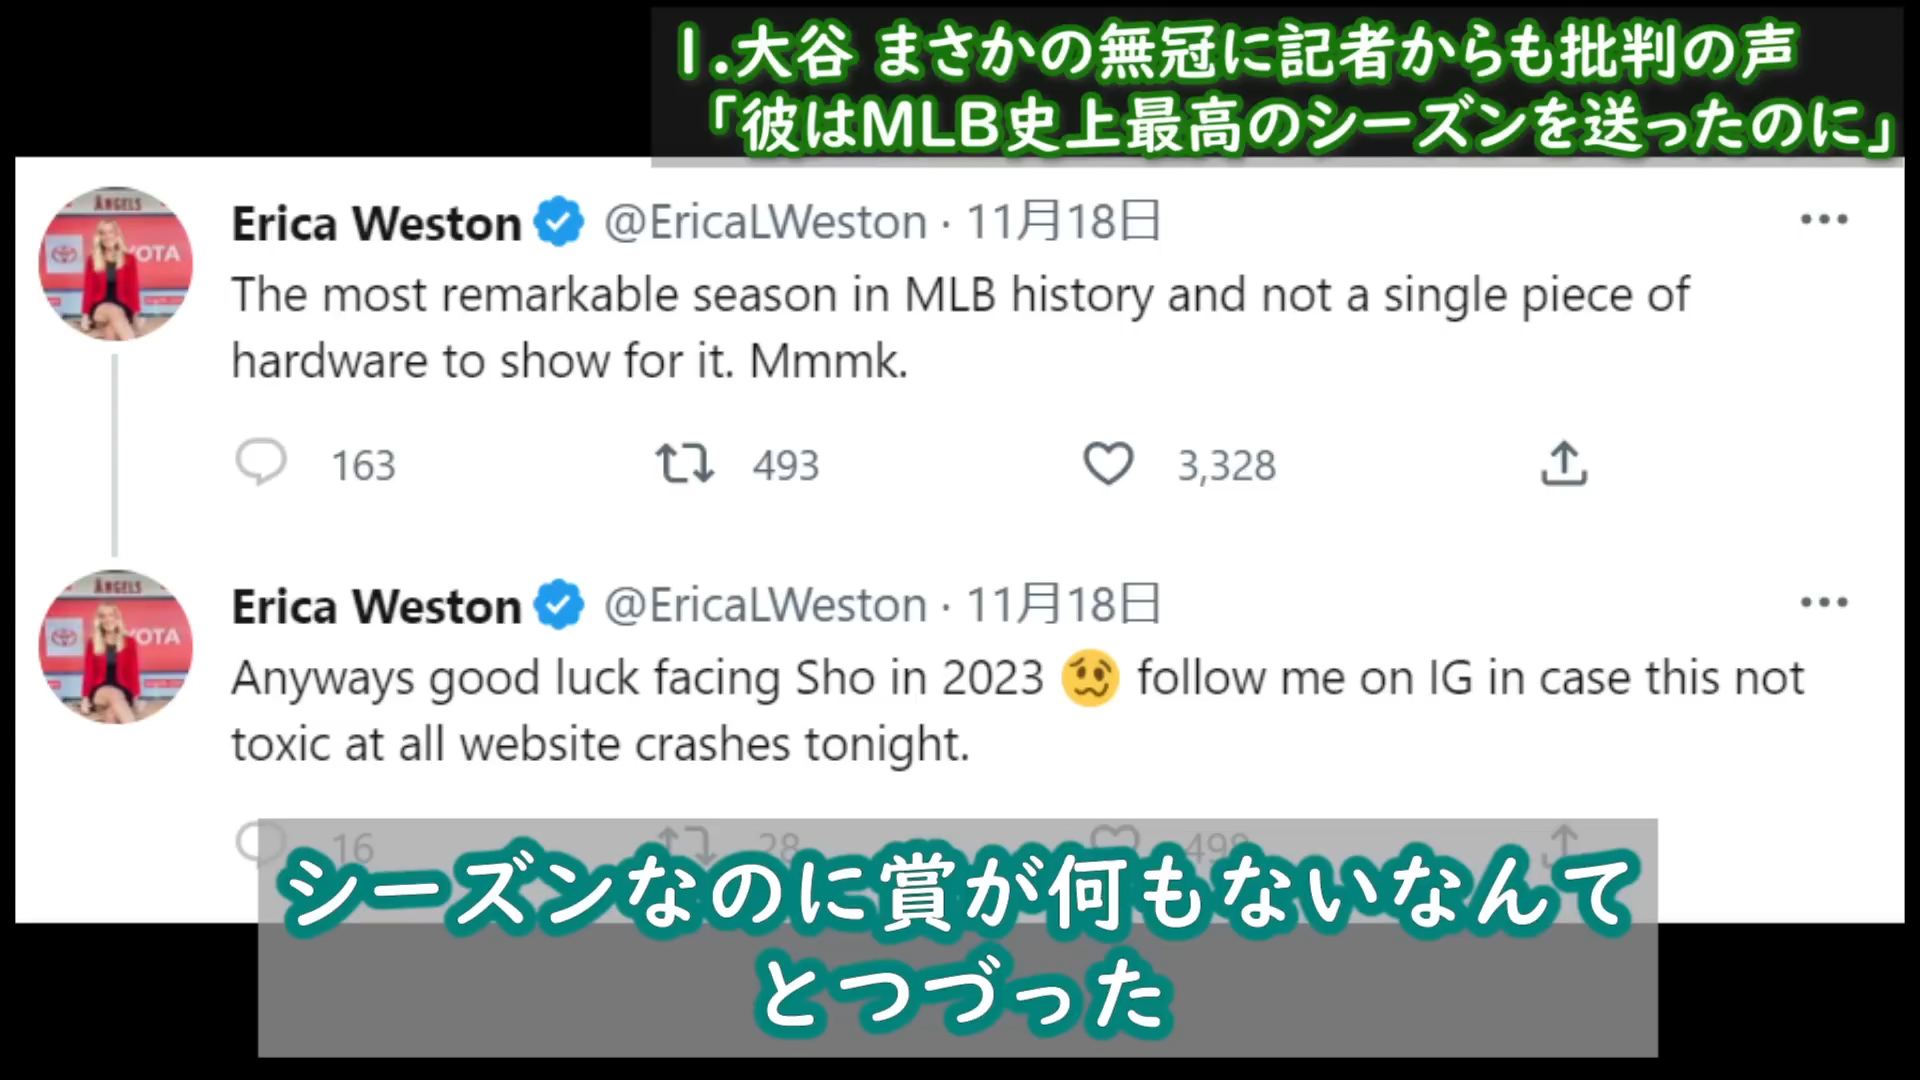 1.大谷 まさかの無冠に記者からも批判の声
「彼はMLB史上最高のシーズンを送ったのに」
Erica Weston @EricaLWeston · 11月18日
The most remarkable season in MLB history and not a single piece of
hardware to show for it. Mmmk.
163 493 3,328
Erica Weston @EricaLWeston · 11月18日
Anyways good luck facing Sho in 2023 🥴 follow me on IG in case this not
toxic at all website crashes tonight.
16 28 498
シーズンなのに賞が何もないなんて
とつづった